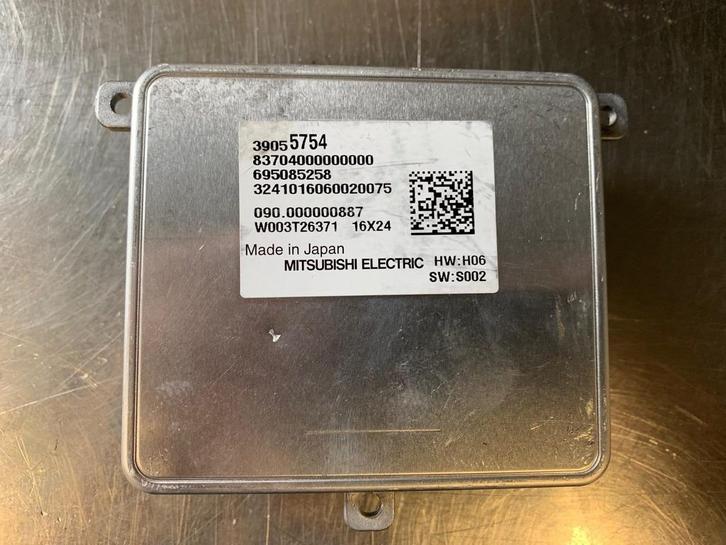 39055754
83704000000000
695085258
3241016060020075
090.000000887
W003T26371 16X24
Made in Japan
MITSUBISHI ELECTRIC HW:H06
SW:S002